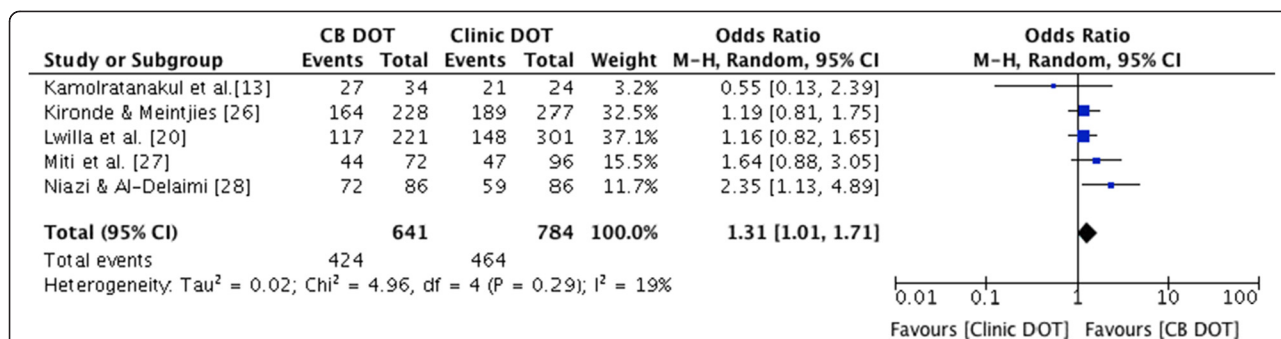 CB DOT Clinic DOT Odds Ratio Odds Ratio
Study or Subgroup Events Total Events Total Weight M-H, Random, 95% CI M-H, Random, 95% CI
Kamolratanakul et al.[13] 27 34 21 24 3.2% 0.55 [0.13, 2.39]
Kironde & Meintjies [26] 164 228 189 277 32.5% 1.19 [0.81, 1.75]
Lwilla et al. [20] 117 221 148 301 37.1% 1.16 [0.82, 1.65]
Miti et al. [27] 44 72 47 96 15.5% 1.64 [0.88, 3.05]
Niazi & Al-Delaimi [28] 72 86 59 86 11.7% 2.35 [1.13, 4.89]
Total (95% CI) 641 784 100.0% 1.31 [1.01, 1.71]
Total events 424 464
Heterogeneity: Tau² = 0.02; Chi² = 4.96, df = 4 (P = 0.29); I² = 19%
0.01 0.1 1 10 100
Favours [Clinic DOT] Favours [CB DOT]